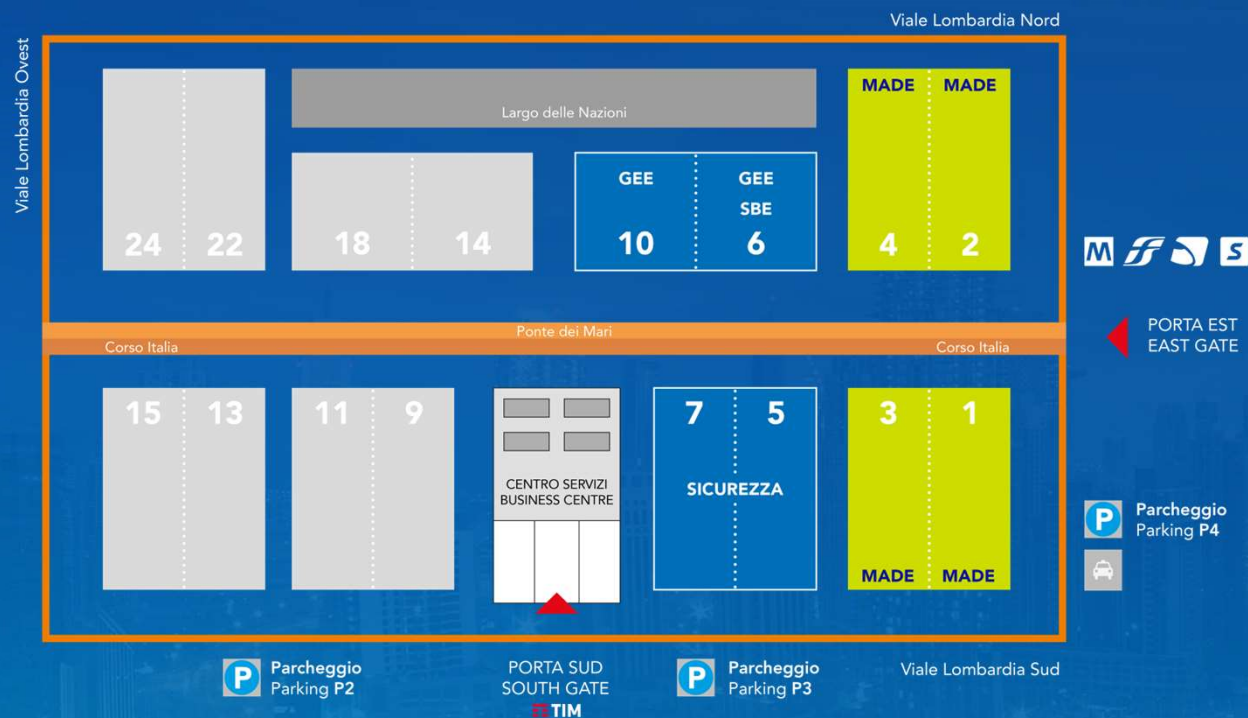 Viale Lombardia Nord
Viale Lombardia Ovest
MADE MADE
Largo delle Nazioni
GEE GEE
SBE
24 22 18 14 10 6 4 2
M FS S
Ponte dei Mari
PORTA EST
EAST GATE
Corso Italia Corso Italia
15 13 11 9 7 5 3 1
CENTRO SERVIZI
BUSINESS CENTRE
SICUREZZA
P Parcheggio
Parking P4
MADE MADE
P Parcheggio
Parking P2
PORTA SUD
SOUTH GATE
TIM
P Parcheggio
Parking P3
Viale Lombardia Sud